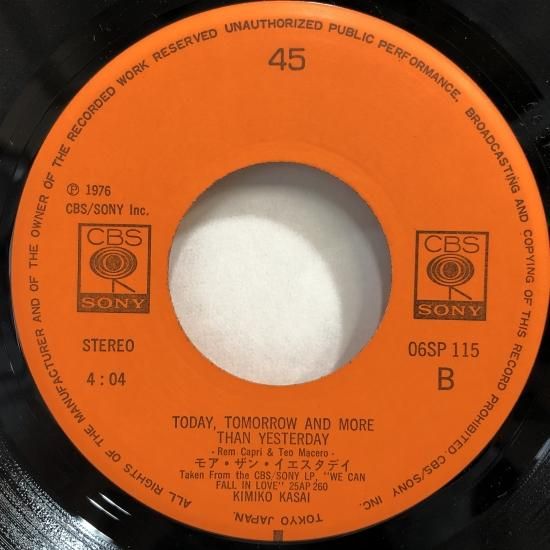 ALL RIGHTS OF THE MANUFACTURER AND OF THE OWNER OF THE RECORDED WORK RESERVED UNAUTHORIZED PUBLIC PERFORMANCE, BROADCASTING AND COPYING OF THIS RECORD PROHIBITED. CBS/SONY INC.
TOKYO JAPAN.
45
℗ 1976
CBS/SONY Inc.
CBS
SONY
CBS
SONY
STEREO
06SP 115
4:04
B
TODAY, TOMORROW AND MORE
THAN YESTERDAY
- Rem Capri & Teo Macero -
モア・ザン・イエスタデイ
Taken From the CBS/SONY LP, "WE CAN
FALL IN LOVE" 25AP 260
KIMIKO KASAI